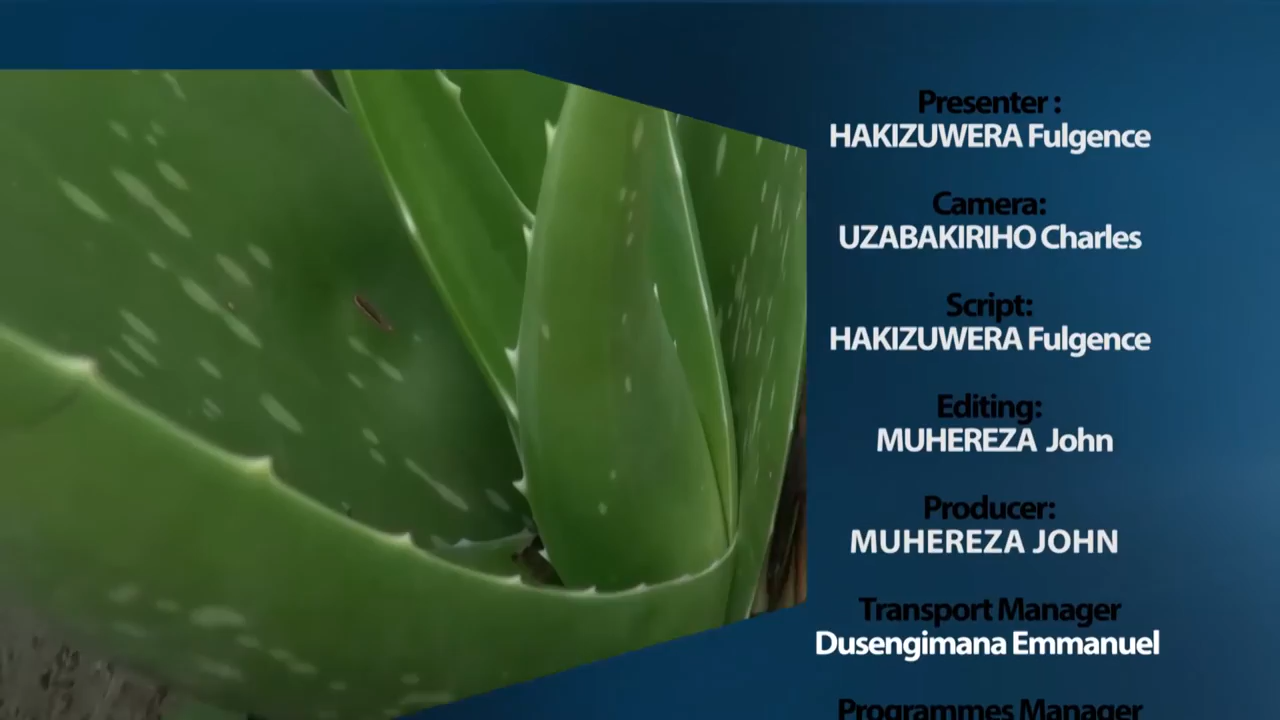 Presenter :
HAKIZUWERA Fulgence
Camera:
UZABAKIRIHO Charles
Script:
HAKIZUWERA Fulgence
Editing:
MUHEREZA John
Producer:
MUHEREZA JOHN
Transport Manager
Dusengimana Emmanuel
Programmes Manager